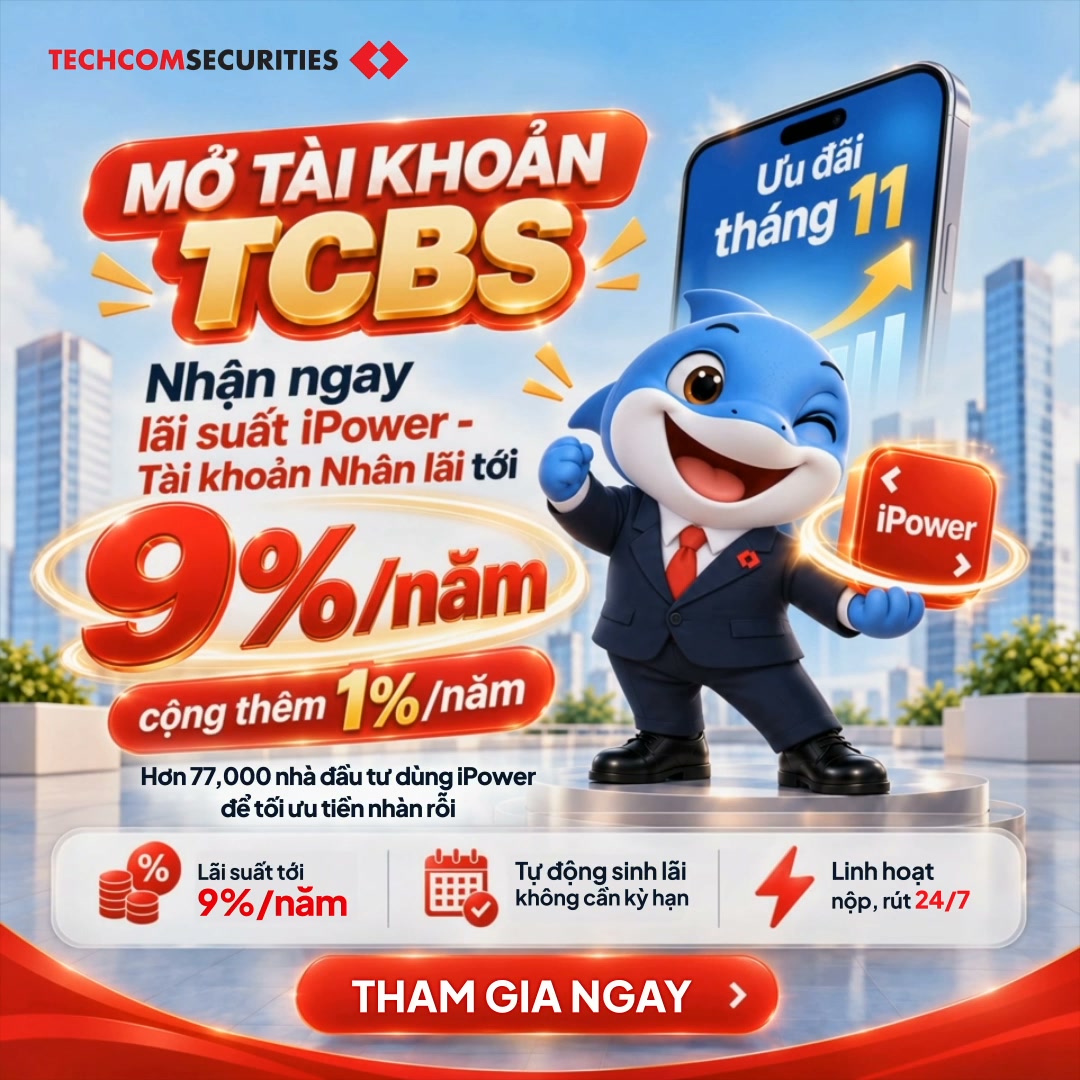 TECHCOMSECURITIES
MỞ TÀI KHOẢN
TCBS
Nhận ngay
lãi suất iPower -
Tài khoản Nhân lãi tới
9%/năm
cộng thêm 1%/năm
Hơn 77,000 nhà đầu tư dùng iPower
để tối ưu tiền nhàn rỗi
Ưu đãi
tháng 11
iPower
%
Lãi suất tới
9%/năm
Tự động sinh lãi
không cần kỳ hạn
Linh hoạt
nộp, rút 24/7
THAM GIA NGAY